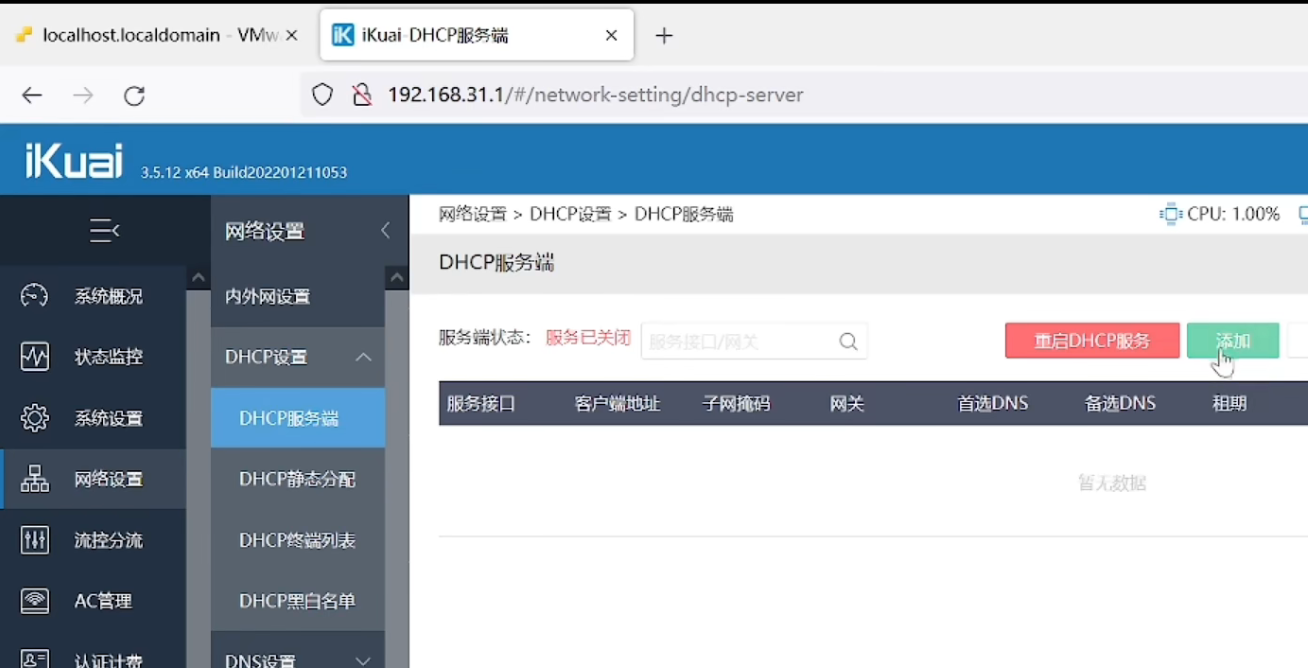 localhost.localdomain - VMw
iKuai-DHCP服务端
192.168.31.1/#/network-setting/dhcp-server
iKuai 3.5.12 x64 Build202201211053
网络设置
系统概况
状态监控
系统设置
网络设置
流控分流
AC管理
认证计费
内外网设置
DHCP设置
DHCP服务端
DHCP静态分配
DHCP终端列表
DHCP黑白名单
DNS设置
网络设置 > DHCP设置 > DHCP服务端
CPU: 1.00%
DHCP服务端
服务端状态： 服务已关闭 服务接口/网关 重启DHCP服务 添加
服务接口 客户端地址 子网掩码 网关 首选DNS 备选DNS 租期
暂无数据